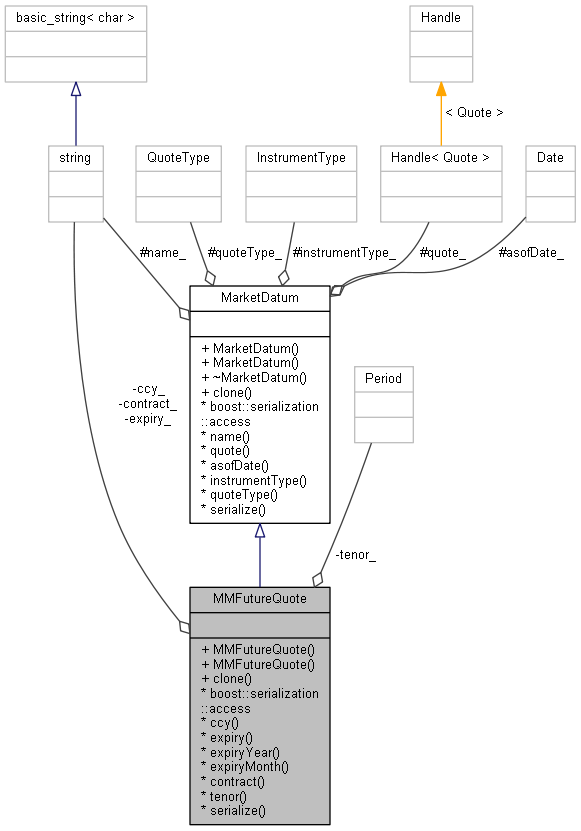 basic_string< char >
Handle
< Quote >
string
QuoteType
InstrumentType
Handle< Quote >
Date
#name_
#quoteType_
#instrumentType_
#quote_
#asofDate_
MarketDatum
+ MarketDatum()
+ MarketDatum()
+ ~MarketDatum()
+ clone()
* boost::serialization
::access
* name()
* quote()
* asofDate()
* instrumentType()
* quoteType()
* serialize()
-ccy_
-contract_
-expiry_
Period
-tenor_
MMFutureQuote
+ MMFutureQuote()
+ MMFutureQuote()
+ clone()
* boost::serialization
::access
* ccy()
* expiry()
* expiryYear()
* expiryMonth()
* contract()
* tenor()
* serialize()